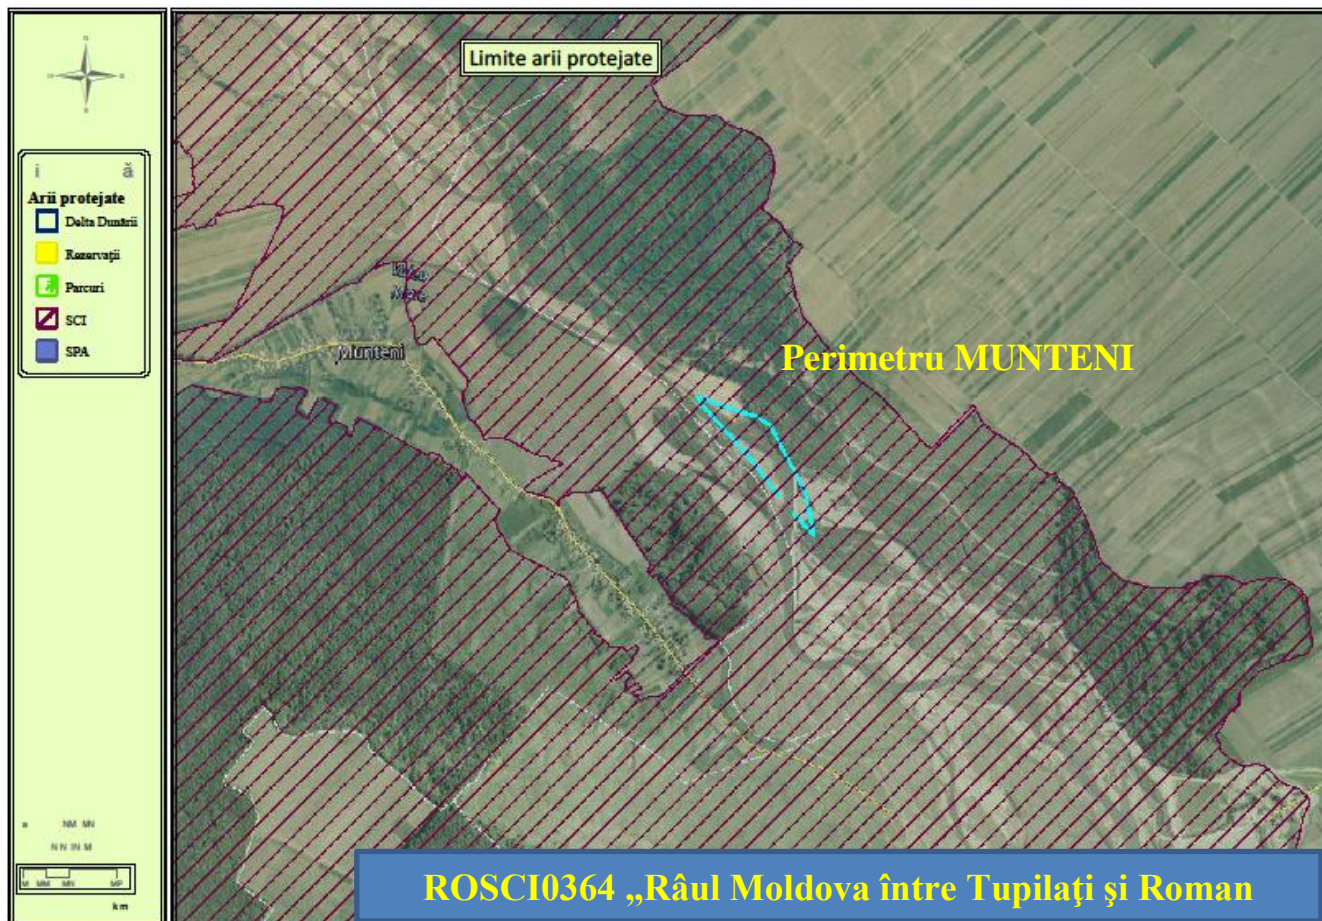 Limite arii protejate
Arii protejate
Delta Dunării
Rezervații
Parcuri
SCI
SPA
Munteni
Perimetru MUNTENI
km
ROSCI0364 „Râul Moldova între Tupilaţi şi Roman